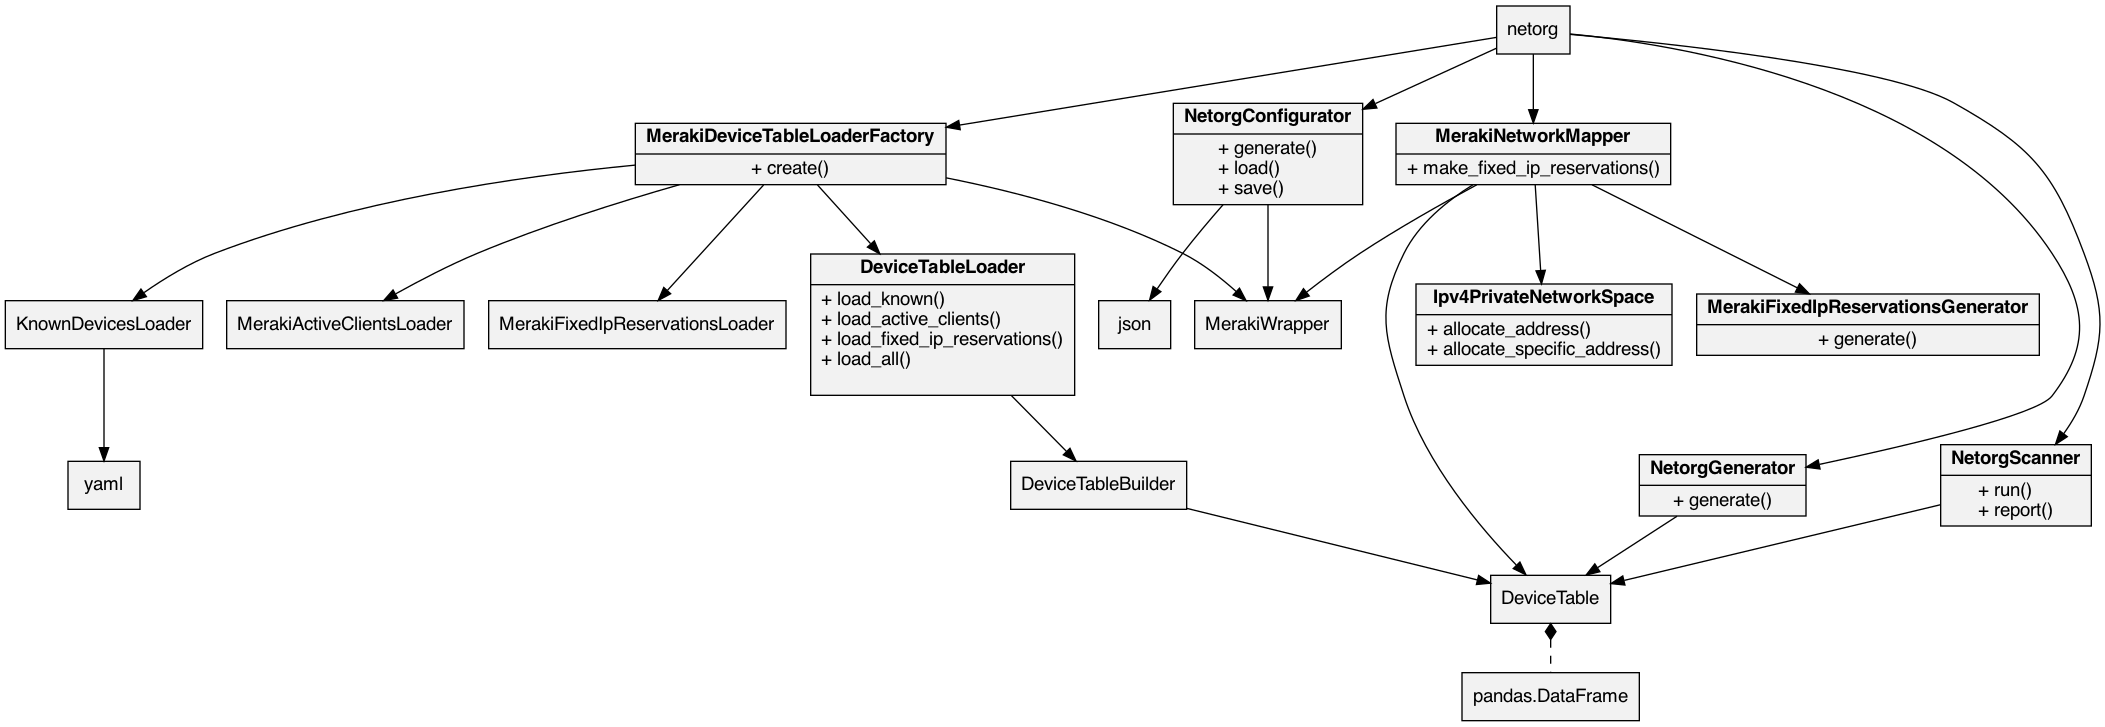 netorg
NetorgConfigurator
+ generate()
+ load()
+ save()
MerakiDeviceTableLoaderFactory
+ create()
MerakiNetworkMapper
+ make_fixed_ip_reservations()
DeviceTableLoader
+ load_known()
+ load_active_clients()
+ load_fixed_ip_reservations()
+ load_all()
KnownDevicesLoader
MerakiActiveClientsLoader
MerakiFixedIpReservationsLoader
json
MerakiWrapper
Ipv4PrivateNetworkSpace
+ allocate_address()
+ allocate_specific_address()
MerakiFixedIpReservationsGenerator
+ generate()
yaml
DeviceTableBuilder
NetorgGenerator
+ generate()
NetorgScanner
+ run()
+ report()
DeviceTable
pandas.DataFrame